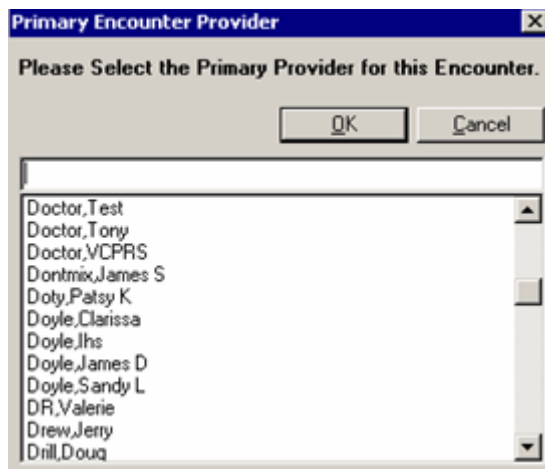 Primary Encounter Provider
Please Select the Primary Provider for this Encounter.
OK
Cancel
Doctor,Test
Doctor,Tony
Doctor,VCPRS
Dontmix,James S
Doty,Patsy K
Doyle,Clarissa
Doyle,Ihs
Doyle,James D
Doyle,Sandy L
DR,Valerie
Drew,Jerry
Drill,Doug